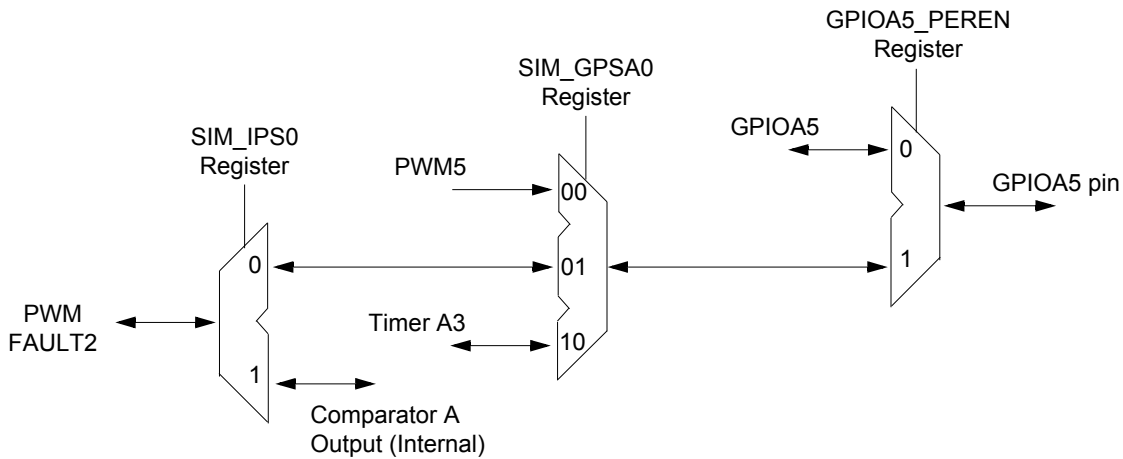 GPIOA5_PEREN
Register
SIM_GPSA0
Register
SIM_IPS0
Register
GPIOA5
0
PWM5
00
GPIOA5 pin
0
01
1
PWM
FAULT2
Timer A3
10
1
Comparator A
Output (Internal)